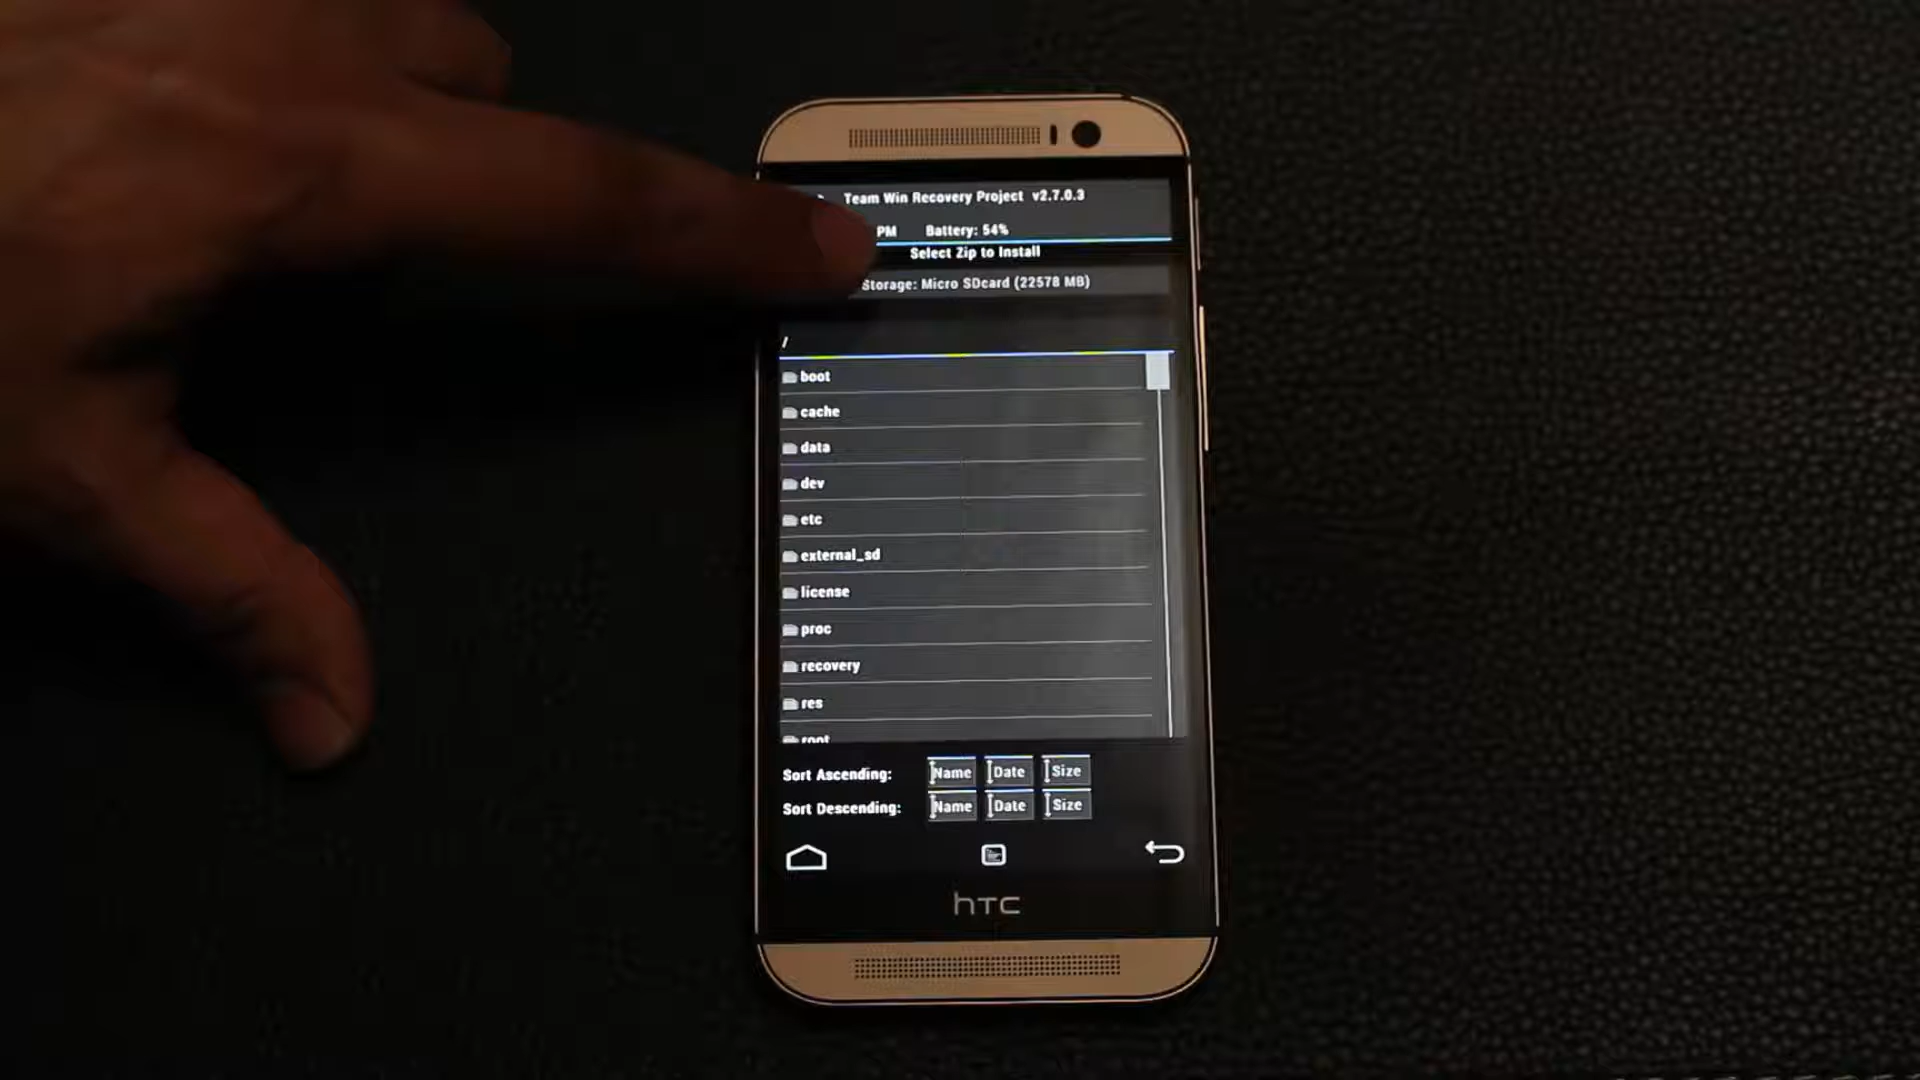 Team Win Recovery Project v2.7.0.3
PM Battery: 54%
Select Zip to Install
Storage: Micro SDcard (22578 MB)
/
boot
cache
data
dev
etc
external_sd
license
proc
recovery
res
root
Sort Ascending: Name Date Size
Sort Descending: Name Date Size
hTC